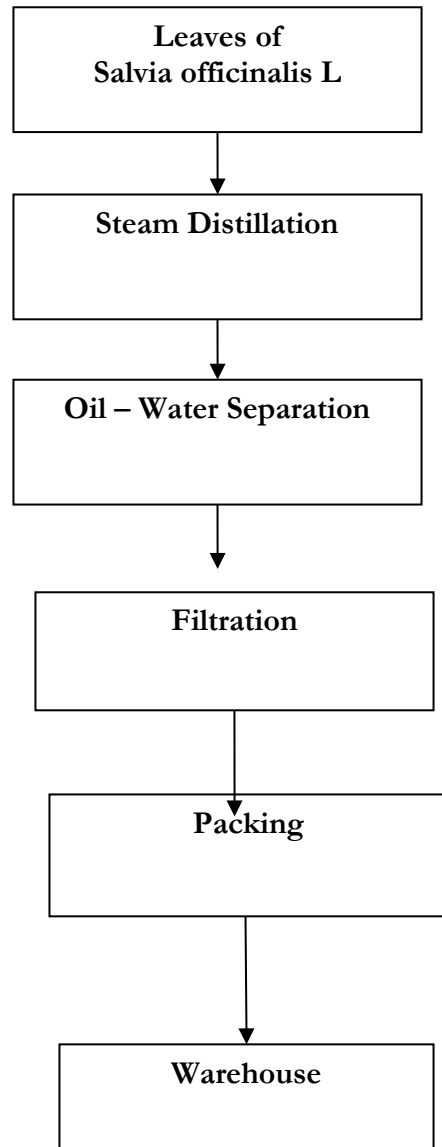 Leaves of
Salvia officinalis L
Steam Distillation
Oil – Water Separation
Filtration
Packing
Warehouse